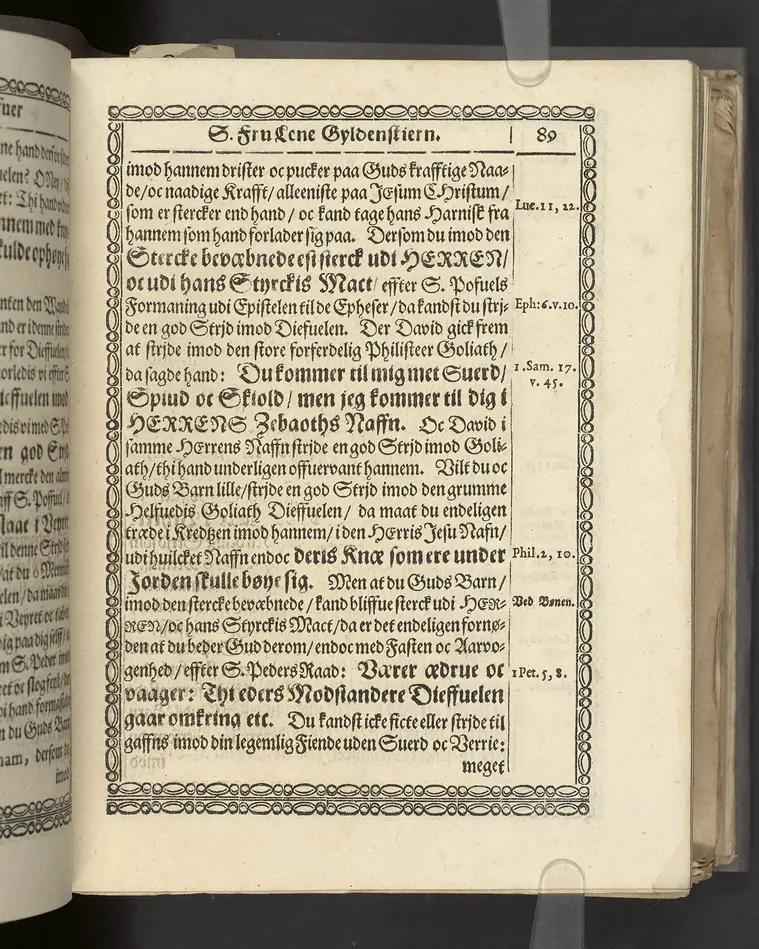 S. Fru Lene Gyldenstiern. 89
imod hannem drister oc pucker paa Guds krafftige Naa-
de/oc naadige Krafft/alleeniste paa JEsum CHristum/
Luc. 11, 22.
som er stercker end hand/ oc kand tage hans Harnisk fra
hannem som hand forlader sig paa. Dersom du imod den
Stercke bevæbnede est sterck udi HERREN/
oc udi hans Styrckis Mact/ effter S. Pofuels
Formaning udi Epistelen til de Epheser/da kandst du strj-
Eph: 6. v. 10.
de en god Strjd imod Diefuelen. Der David gick frem
at strjde imod den store forferdelig Philisteer Goliath/
da sagde hand: Du kommer til mig met Suerd/
1. Sam. 17.
v. 45.
Spiud oc Skiold/ men jeg kommer til dig i
HERRENS Zebaoths Naffn. Oc David i
samme HErrens Naffn strjde en god Strjd imod Goli-
ath/thi hand underligen offuervant hannem. Vilt du oc
Guds Barn lille/strjde en god Strjd imod den grumme
Helfuedis Goliath Dieffuelen/ da maat du endeligen
træde i Kredtzen imod hannem/i den HErris Jesu Nafn/
udi huilcket Naffn endoc deris Knæ som ere under
Phil. 2, 10.
Jorden skulle bøye sig. Men at du Guds Barn/
imod den stercke bevæbnede/kand bliffue sterck udi HER-
Ved Bønen.
REN/oc hans Styrckis Mact/da er det endeligen fornø-
den at du beder Gud derom/endoc med Fasten oc Aarvo-
genhed/effter S. Peders Raad: Værer ædrue oc
1 Pet. 5, 8.
vaager: Thi eders Modstandere Dieffuelen
gaar omkring etc. Du kandst icke ficte eller strjde til
gaffns imod din legemlig Fiende uden Suerd oc Verrie:
meget